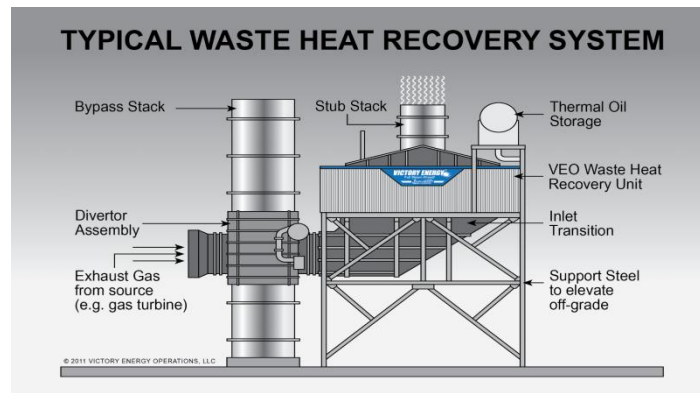 TYPICAL WASTE HEAT RECOVERY SYSTEM
Bypass Stack
Stub Stack
Thermal Oil
Storage
VEO Waste Heat
Recovery Unit
VICTORY ENERGY
Divertor
Assembly
Inlet
Transition
Exhaust Gas
from source
(e.g. gas turbine)
Support Steel
to elevate
off-grade
© 2011 VICTORY ENERGY OPERATIONS, LLC